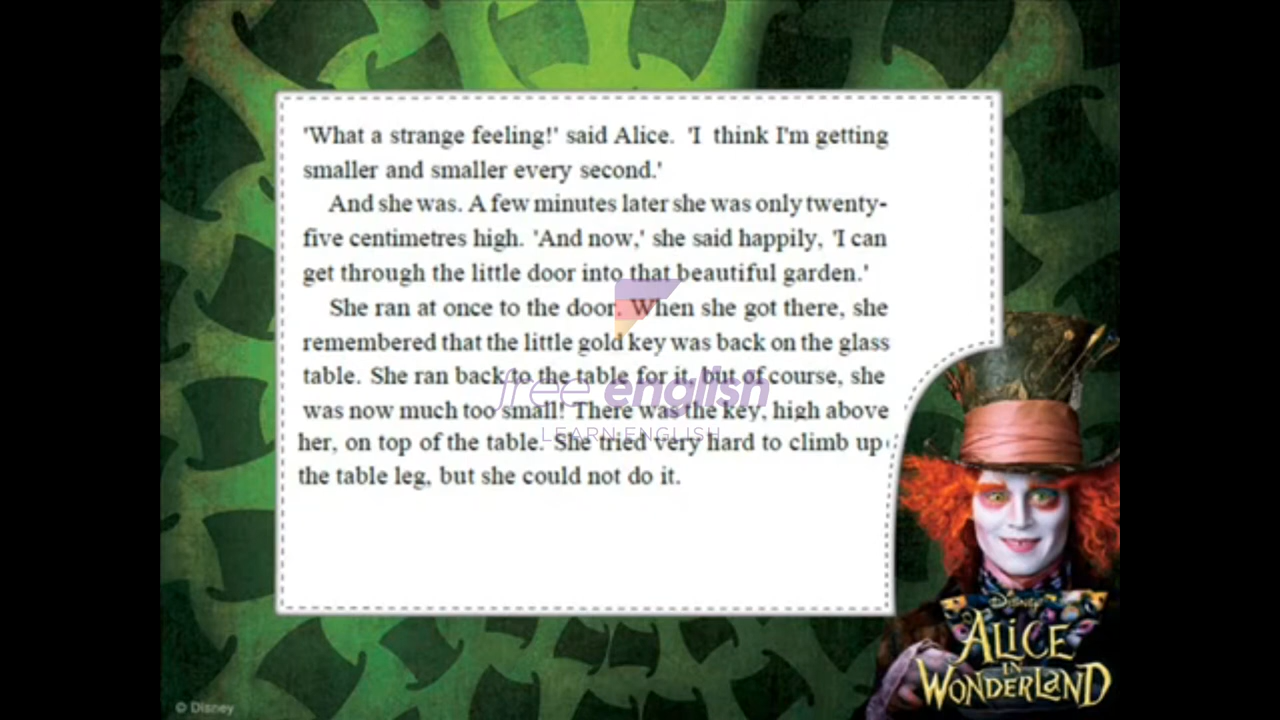 'What a strange feeling!' said Alice. 'I think I'm getting
smaller and smaller every second.'
And she was. A few minutes later she was only twenty-
five centimetres high. 'And now,' she said happily, 'I can
get through the little door into that beautiful garden.'
She ran at once to the door. When she got there, she
remembered that the little gold key was back on the glass
table. She ran back to the table for it, but of course, she
was now much too small! There was the key, high above
her, on top of the table. She tried very hard to climb up
the table leg, but she could not do it.
free english
LEARN ENGLISH
Disney
ALICE
IN
WONDERLAND
© Disney